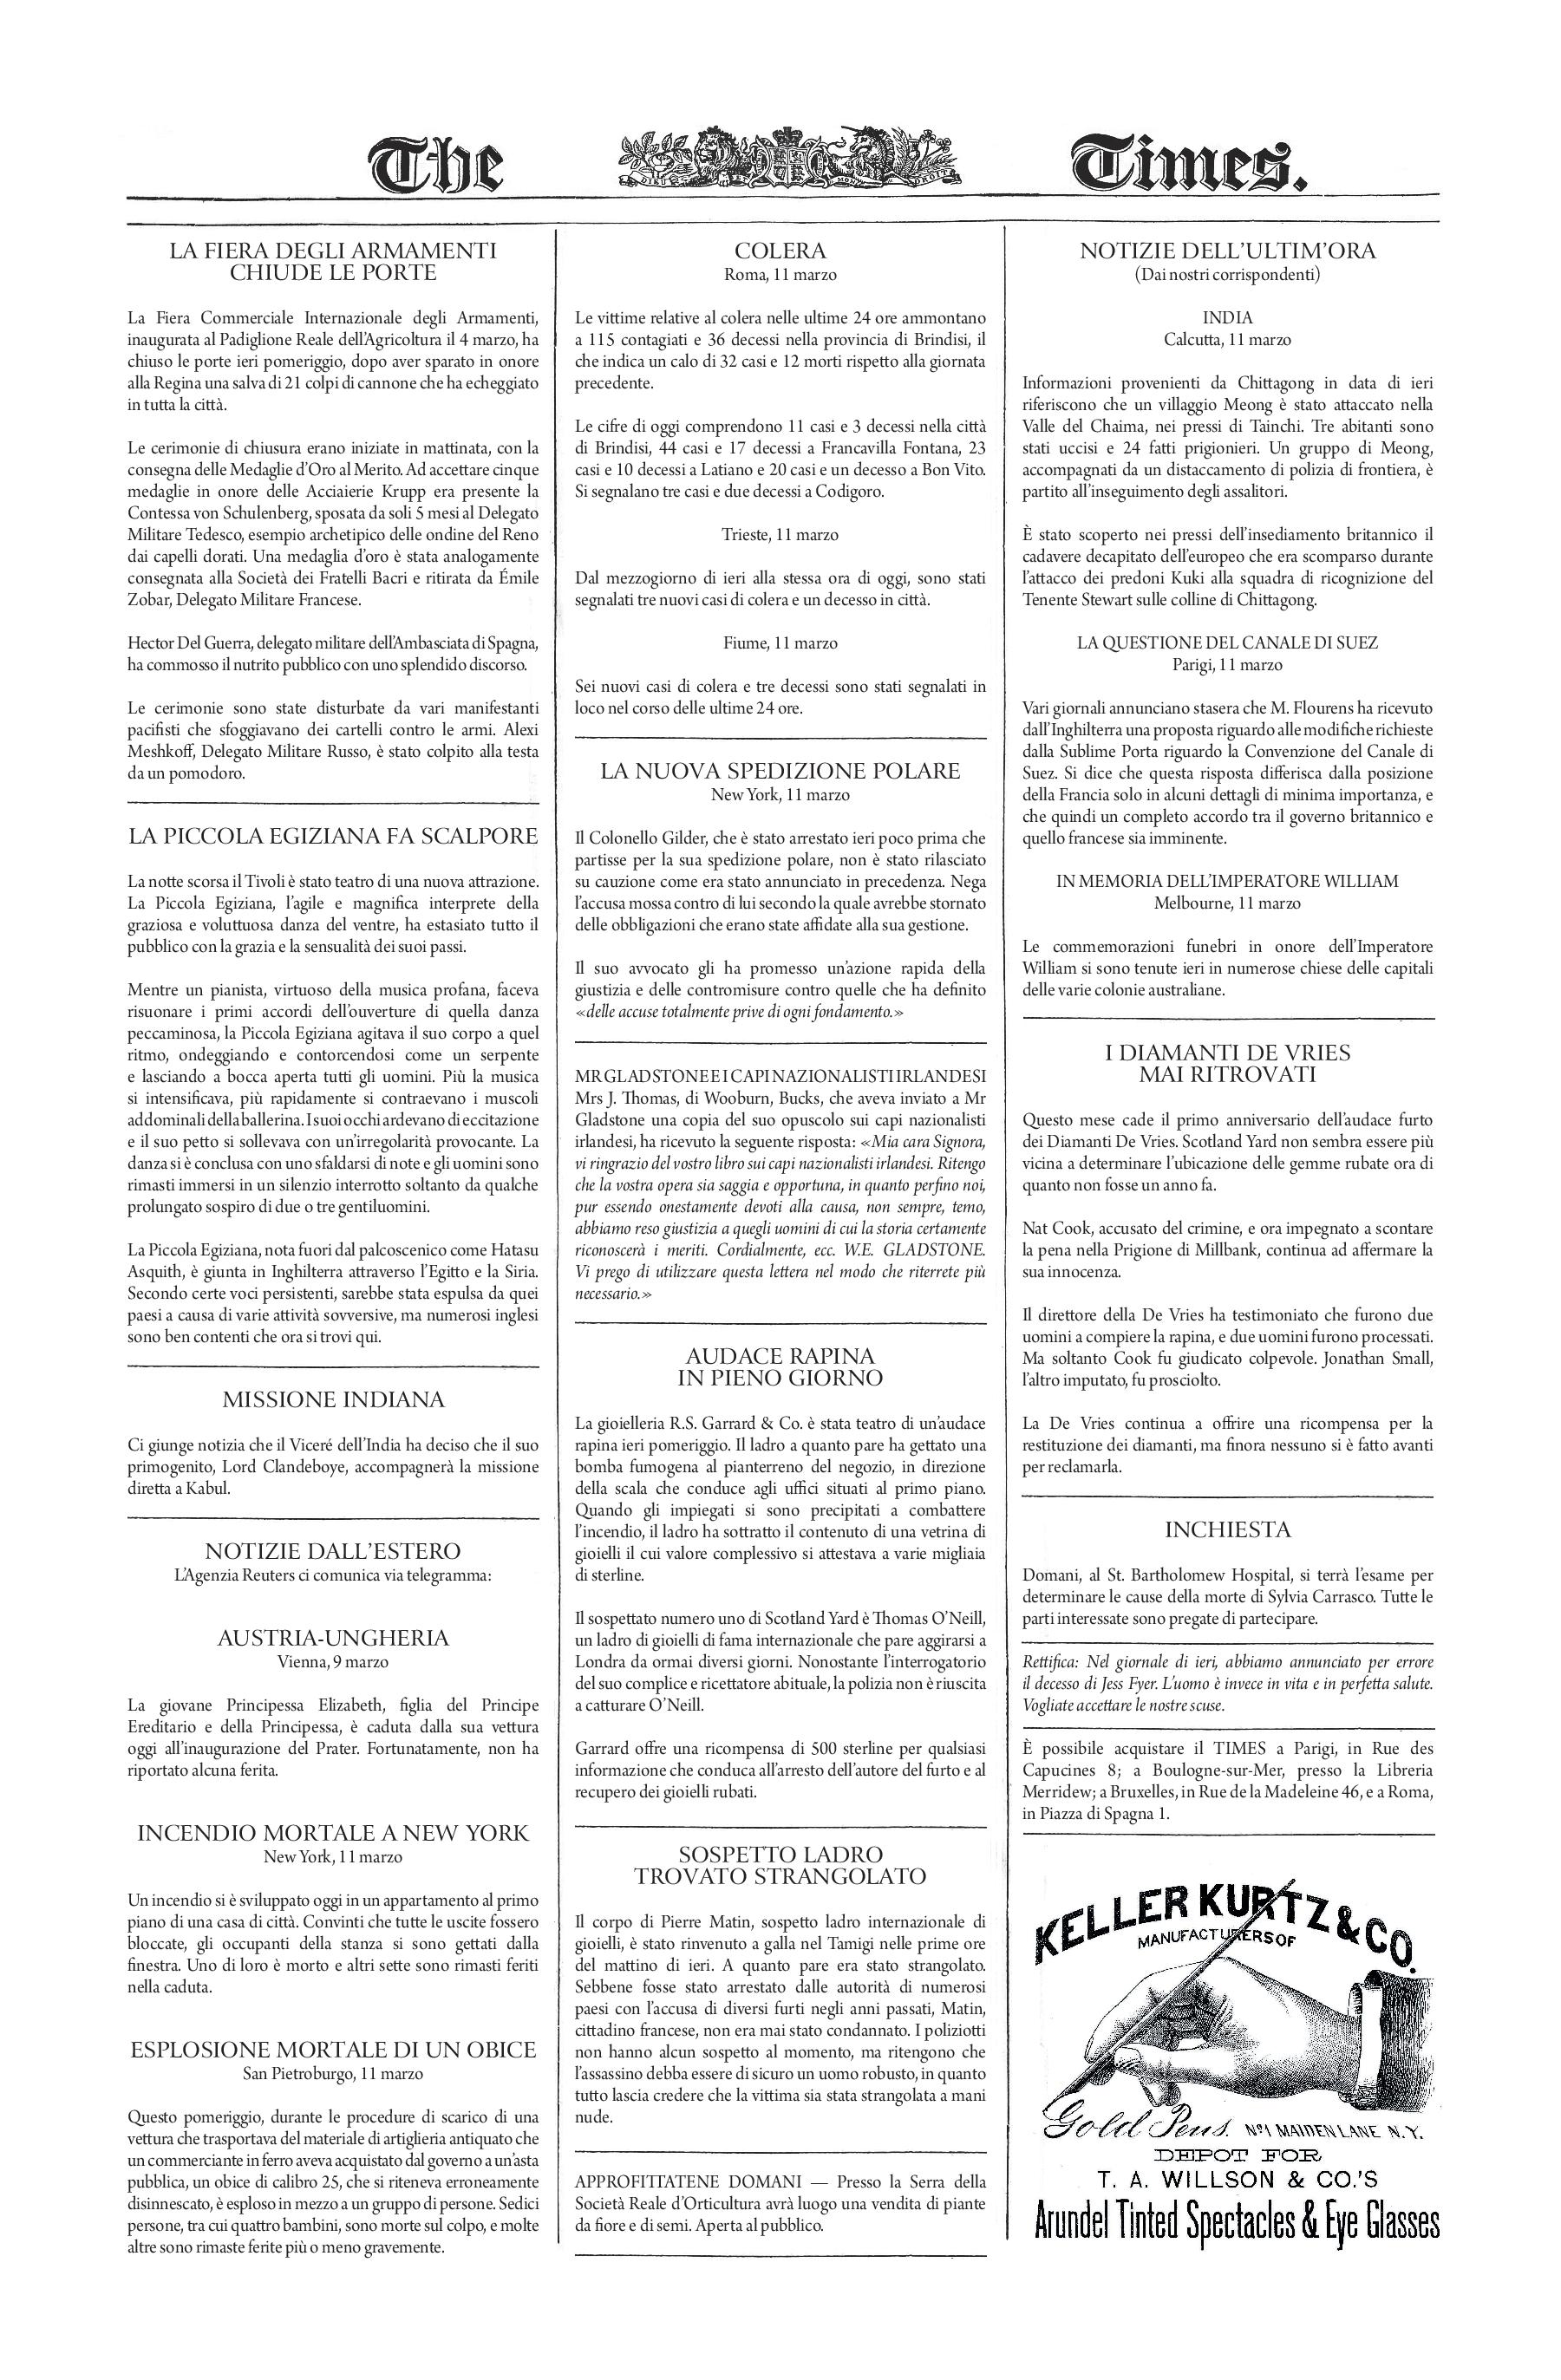 The Times.
DIEU ET MON DROIT
LA FIERA DEGLI ARMAMENTI
CHIUDE LE PORTE
La Fiera Commerciale Internazionale degli Armamenti,
inaugurata al Padiglione Reale dell'Agricoltura il 4 marzo, ha
chiuso le porte ieri pomeriggio, dopo aver sparato in onore
alla Regina una salva di 21 colpi di cannone che ha echeggiato
in tutta la città.
Le cerimonie di chiusura erano iniziate in mattinata, con la
consegna delle Medaglie d'Oro al Merito. Ad accettare cinque
medaglie in onore delle Acciaierie Krupp era presente la
Contessa von Schulenberg, sposata da soli 5 mesi al Delegato
Militare Tedesco, esempio archetipico delle ondine del Reno
dai capelli dorati. Una medaglia d'oro è stata analogamente
consegnata alla Società dei Fratelli Bacri e ritirata da Émile
Zobar, Delegato Militare Francese.
Hector Del Guerra, delegato militare dell'Ambasciata di Spagna,
ha commosso il nutrito pubblico con uno splendido discorso.
Le cerimonie sono state disturbate da vari manifestanti
pacifisti che sfoggiavano dei cartelli contro le armi. Alexi
Meshkoff, Delegato Militare Russo, è stato colpito alla testa
da un pomodoro.
LA PICCOLA EGIZIANA FA SCALPORE
La notte scorsa il Tivoli è stato teatro di una nuova attrazione.
La Piccola Egiziana, l'agile e magnifica interprete della
graziosa e voluttuosa danza del ventre, ha estasiato tutto il
pubblico con la grazia e la sensualità dei suoi passi.
Mentre un pianista, virtuoso della musica profana, faceva
risuonare i primi accordi dell'ouverture di quella danza
peccaminosa, la Piccola Egiziana agitava il suo corpo a quel
ritmo, ondeggiando e contorcendosi come un serpente
e lasciando a bocca aperta tutti gli uomini. Più la musica
si intensificava, più rapidamente si contraevano i muscoli
addominali della ballerina. I suoi occhi ardevano di eccitazione
e il suo petto si sollevava con un'irregolarità provocante. La
danza si è conclusa con uno sfaldarsi di note e gli uomini sono
rimasti immersi in un silenzio interrotto soltanto da qualche
prolungato sospiro di due o tre gentiluomini.
La Piccola Egiziana, nota fuori dal palcoscenico come Hatasu
Asquith, è giunta in Inghilterra attraverso l'Egitto e la Siria.
Secondo certe voci persistenti, sarebbe stata espulsa da quei
paesi a causa di varie attività sovversive, ma numerosi inglesi
sono ben contenti che ora si trovi qui.
MISSIONE INDIANA
Ci giunge notizia che il Viceré dell'India ha deciso che il suo
primogenito, Lord Clandeboye, accompagnerà la missione
diretta a Kabul.
NOTIZIE DALL'ESTERO
L'Agenzia Reuters ci comunica via telegramma:
AUSTRIA-UNGHERIA
Vienna, 9 marzo
La giovane Principessa Elizabeth, figlia del Principe
Ereditario e della Principessa, è caduta dalla sua vettura
oggi all'inaugurazione del Prater. Fortunatamente, non ha
riportato alcuna ferita.
INCENDIO MORTALE A NEW YORK
New York, 11 marzo
Un incendio si è sviluppato oggi in un appartamento al primo
piano di una casa di città. Convinti che tutte le uscite fossero
bloccate, gli occupanti della stanza si sono gettati dalla
finestra. Uno di loro è morto e altri sette sono rimasti feriti
nella caduta.
ESPLOSIONE MORTALE DI UN OBICE
San Pietroburgo, 11 marzo
Questo pomeriggio, durante le procedure di scarico di una
vettura che trasportava del materiale di artiglieria antiquato che
un commerciante in ferro aveva acquistato dal governo a un'asta
pubblica, un obice di calibro 25, che si riteneva erroneamente
disinnescato, è esploso in mezzo a un gruppo di persone. Sedici
persone, tra cui quattro bambini, sono morte sul colpo, e molte
altre sono rimaste ferite più o meno gravemente.
COLERA
Roma, 11 marzo
Le vittime relative al colera nelle ultime 24 ore ammontano
a 115 contagiati e 36 decessi nella provincia di Brindisi, il
che indica un calo di 32 casi e 12 morti rispetto alla giornata
precedente.
Le cifre di oggi comprendono 11 casi e 3 decessi nella città
di Brindisi, 44 casi e 17 decessi a Francavilla Fontana, 23
casi e 10 decessi a Latiano e 20 casi e un decesso a Bon Vito.
Si segnalano tre casi e due decessi a Codigoro.
Trieste, 11 marzo
Dal mezzogiorno di ieri alla stessa ora di oggi, sono stati
segnalati tre nuovi casi di colera e un decesso in città.
Fiume, 11 marzo
Sei nuovi casi di colera e tre decessi sono stati segnalati in
loco nel corso delle ultime 24 ore.
LA NUOVA SPEDIZIONE POLARE
New York, 11 marzo
Il Colonello Gilder, che è stato arrestato ieri poco prima che
partisse per la sua spedizione polare, non è stato rilasciato
su cauzione come era stato annunciato in precedenza. Nega
l'accusa mossa contro di lui secondo la quale avrebbe stornato
delle obbligazioni che erano state affidate alla sua gestione.
Il suo avvocato gli ha promesso un'azione rapida della
giustizia e delle contromisure contro quelle che ha definito
«delle accuse totalmente prive di ogni fondamento.»
MR GLADSTONE E I CAPI NAZIONALISTI IRLANDESI
Mrs J. Thomas, di Wooburn, Bucks, che aveva inviato a Mr
Gladstone una copia del suo opuscolo sui capi nazionalisti
irlandesi, ha ricevuto la seguente risposta: «Mia cara Signora,
vi ringrazio del vostro libro sui capi nazionalisti irlandesi. Ritengo
che la vostra opera sia saggia e opportuna, in quanto perfino noi,
pur essendo onestamente devoti alla causa, non sempre, temo,
abbiamo reso giustizia a quegli uomini di cui la storia certamente
riconoscerà i meriti. Cordialmente, ecc. W.E. GLADSTONE.
Vi prego di utilizzare questa lettera nel modo che riterrete più
necessario.»
AUDACE RAPINA
IN PIENO GIORNO
La gioielleria R.S. Garrard & Co. è stata teatro di un'audace
rapina ieri pomeriggio. Il ladro a quanto pare ha gettato una
bomba fumogena al pianterreno del negozio, in direzione
della scala che conduce agli uffici situati al primo piano.
Quando gli impiegati si sono precipitati a combattere
l'incendio, il ladro ha sottratto il contenuto di una vetrina di
gioielli il cui valore complessivo si attestava a varie migliaia
di sterline.
Il sospettato numero uno di Scotland Yard è Thomas O'Neill,
un ladro di gioielli di fama internazionale che pare aggirarsi a
Londra da ormai diversi giorni. Nonostante l'interrogatorio
del suo complice e ricettatore abituale, la polizia non è riuscita
a catturare O'Neill.
Garrard offre una ricompensa di 500 sterline per qualsiasi
informazione che conduca all'arresto dell'autore del furto e al
recupero dei gioielli rubati.
SOSPETTO LADRO
TROVATO STRANGOLATO
Il corpo di Pierre Matin, sospetto ladro internazionale di
gioielli, è stato rinvenuto a galla nel Tamigi nelle prime ore
del mattino di ieri. A quanto pare era stato strangolato.
Sebbene fosse stato arrestato dalle autorità di numerosi
paesi con l'accusa di diversi furti negli anni passati, Matin,
cittadino francese, non era mai stato condannato. I poliziotti
non hanno alcun sospetto al momento, ma ritengono che
l'assassino debba essere di sicuro un uomo robusto, in quanto
tutto lascia credere che la vittima sia stata strangolata a mani
nude.
APPROFITTATENE DOMANI — Presso la Serra della
Società Reale d'Orticultura avrà luogo una vendita di piante
da fiore e di semi. Aperta al pubblico.
NOTIZIE DELL'ULTIM'ORA
(Dai nostri corrispondenti)
INDIA
Calcutta, 11 marzo
Informazioni provenienti da Chittagong in data di ieri
riferiscono che un villaggio Meong è stato attaccato nella
Valle del Chaima, nei pressi di Tainchi. Tre abitanti sono
stati uccisi e 24 fatti prigionieri. Un gruppo di Meong,
accompagnati da un distaccamento di polizia di frontiera, è
partito all'inseguimento degli assalitori.
È stato scoperto nei pressi dell'insediamento britannico il
cadavere decapitato dell'europeo che era scomparso durante
l'attacco dei predoni Kuki alla squadra di ricognizione del
Tenente Stewart sulle colline di Chittagong.
LA QUESTIONE DEL CANALE DI SUEZ
Parigi, 11 marzo
Vari giornali annunciano stasera che M. Flourens ha ricevuto
dall'Inghilterra una proposta riguardo alle modifiche richieste
dalla Sublime Porta riguardo la Convenzione del Canale di
Suez. Si dice che questa risposta differisca dalla posizione
della Francia solo in alcuni dettagli di minima importanza, e
che quindi un completo accordo tra il governo britannico e
quello francese sia imminente.
IN MEMORIA DELL'IMPERATORE WILLIAM
Melbourne, 11 marzo
Le commemorazioni funebri in onore dell'Imperatore
William si sono tenute ieri in numerose chiese delle capitali
delle varie colonie australiane.
I DIAMANTI DE VRIES
MAI RITROVATI
Questo mese cade il primo anniversario dell'audace furto
dei Diamanti De Vries. Scotland Yard non sembra essere più
vicina a determinare l'ubicazione delle gemme rubate ora di
quanto non fosse un anno fa.
Nat Cook, accusato del crimine, e ora impegnato a scontare
la pena nella Prigione di Millbank, continua ad affermare la
sua innocenza.
Il direttore della De Vries ha testimoniato che furono due
uomini a compiere la rapina, e due uomini furono processati.
Ma soltanto Cook fu giudicato colpevole. Jonathan Small,
l'altro imputato, fu prosciolto.
La De Vries continua a offrire una ricompensa per la
restituzione dei diamanti, ma finora nessuno si è fatto avanti
per reclamarla.
INCHIESTA
Domani, al St. Bartholomew Hospital, si terrà l'esame per
determinare le cause della morte di Sylvia Carrasco. Tutte le
parti interessate sono pregate di partecipare.
Rettifica: Nel giornale di ieri, abbiamo annunciato per errore
il decesso di Jess Fyer. L'uomo è invece in vita e in perfetta salute.
Vogliate accettare le nostre scuse.
È possibile acquistare il TIMES a Parigi, in Rue des
Capucines 8; a Boulogne-sur-Mer, presso la Libreria
Merridew; a Bruxelles, in Rue de la Madeleine 46, e a Roma,
in Piazza di Spagna 1.
KELLER KURTZ & CO.
MANUFACTURERS OF
Gold Pens. Nº 1 MAIDEN LANE N.Y.
DEPOT FOR
T. A. WILLSON & CO.'S
Arundel Tinted Spectacles & Eye Glasses